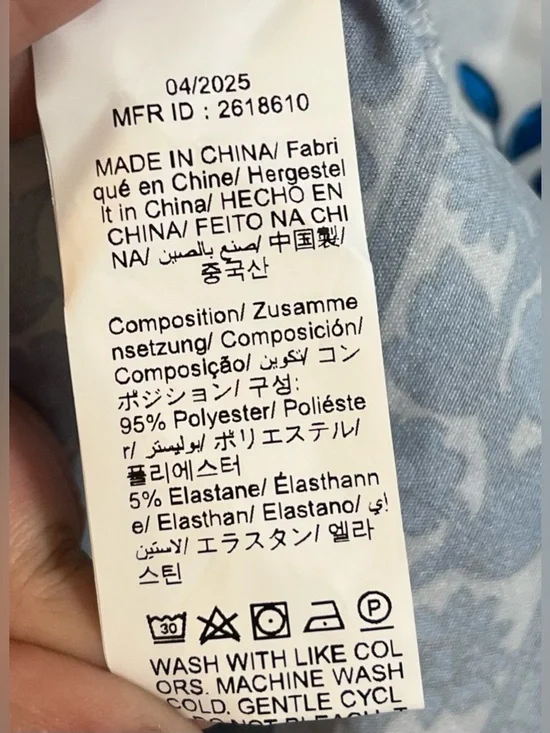 04/2025
MFR ID : 2618610
MADE IN CHINA/ Fabri
qué en Chine/ Hergestel
lt in China/ HECHO EN
CHINA/ FEITO NA CHI
NA/ صنع بالصين/ 中国製/
중국산
Composition/ Zusamme
nsetzung/ Composición/
Composição/ تكوين/ コン
ポジション/ 구성:
95% Polyester/ Poliéste
r/ بوليستر/ ポリエステル/
폴리에스터
5% Elastane/ Élasthann
e/ Elasthan/ Elastano/ إي
لاستين/ エラスタン/ 엘라
스틴
30
P
WASH WITH LIKE COL
ORS. MACHINE WASH
COLD. GENTLE CYCL
DO NOT BLEACH. T